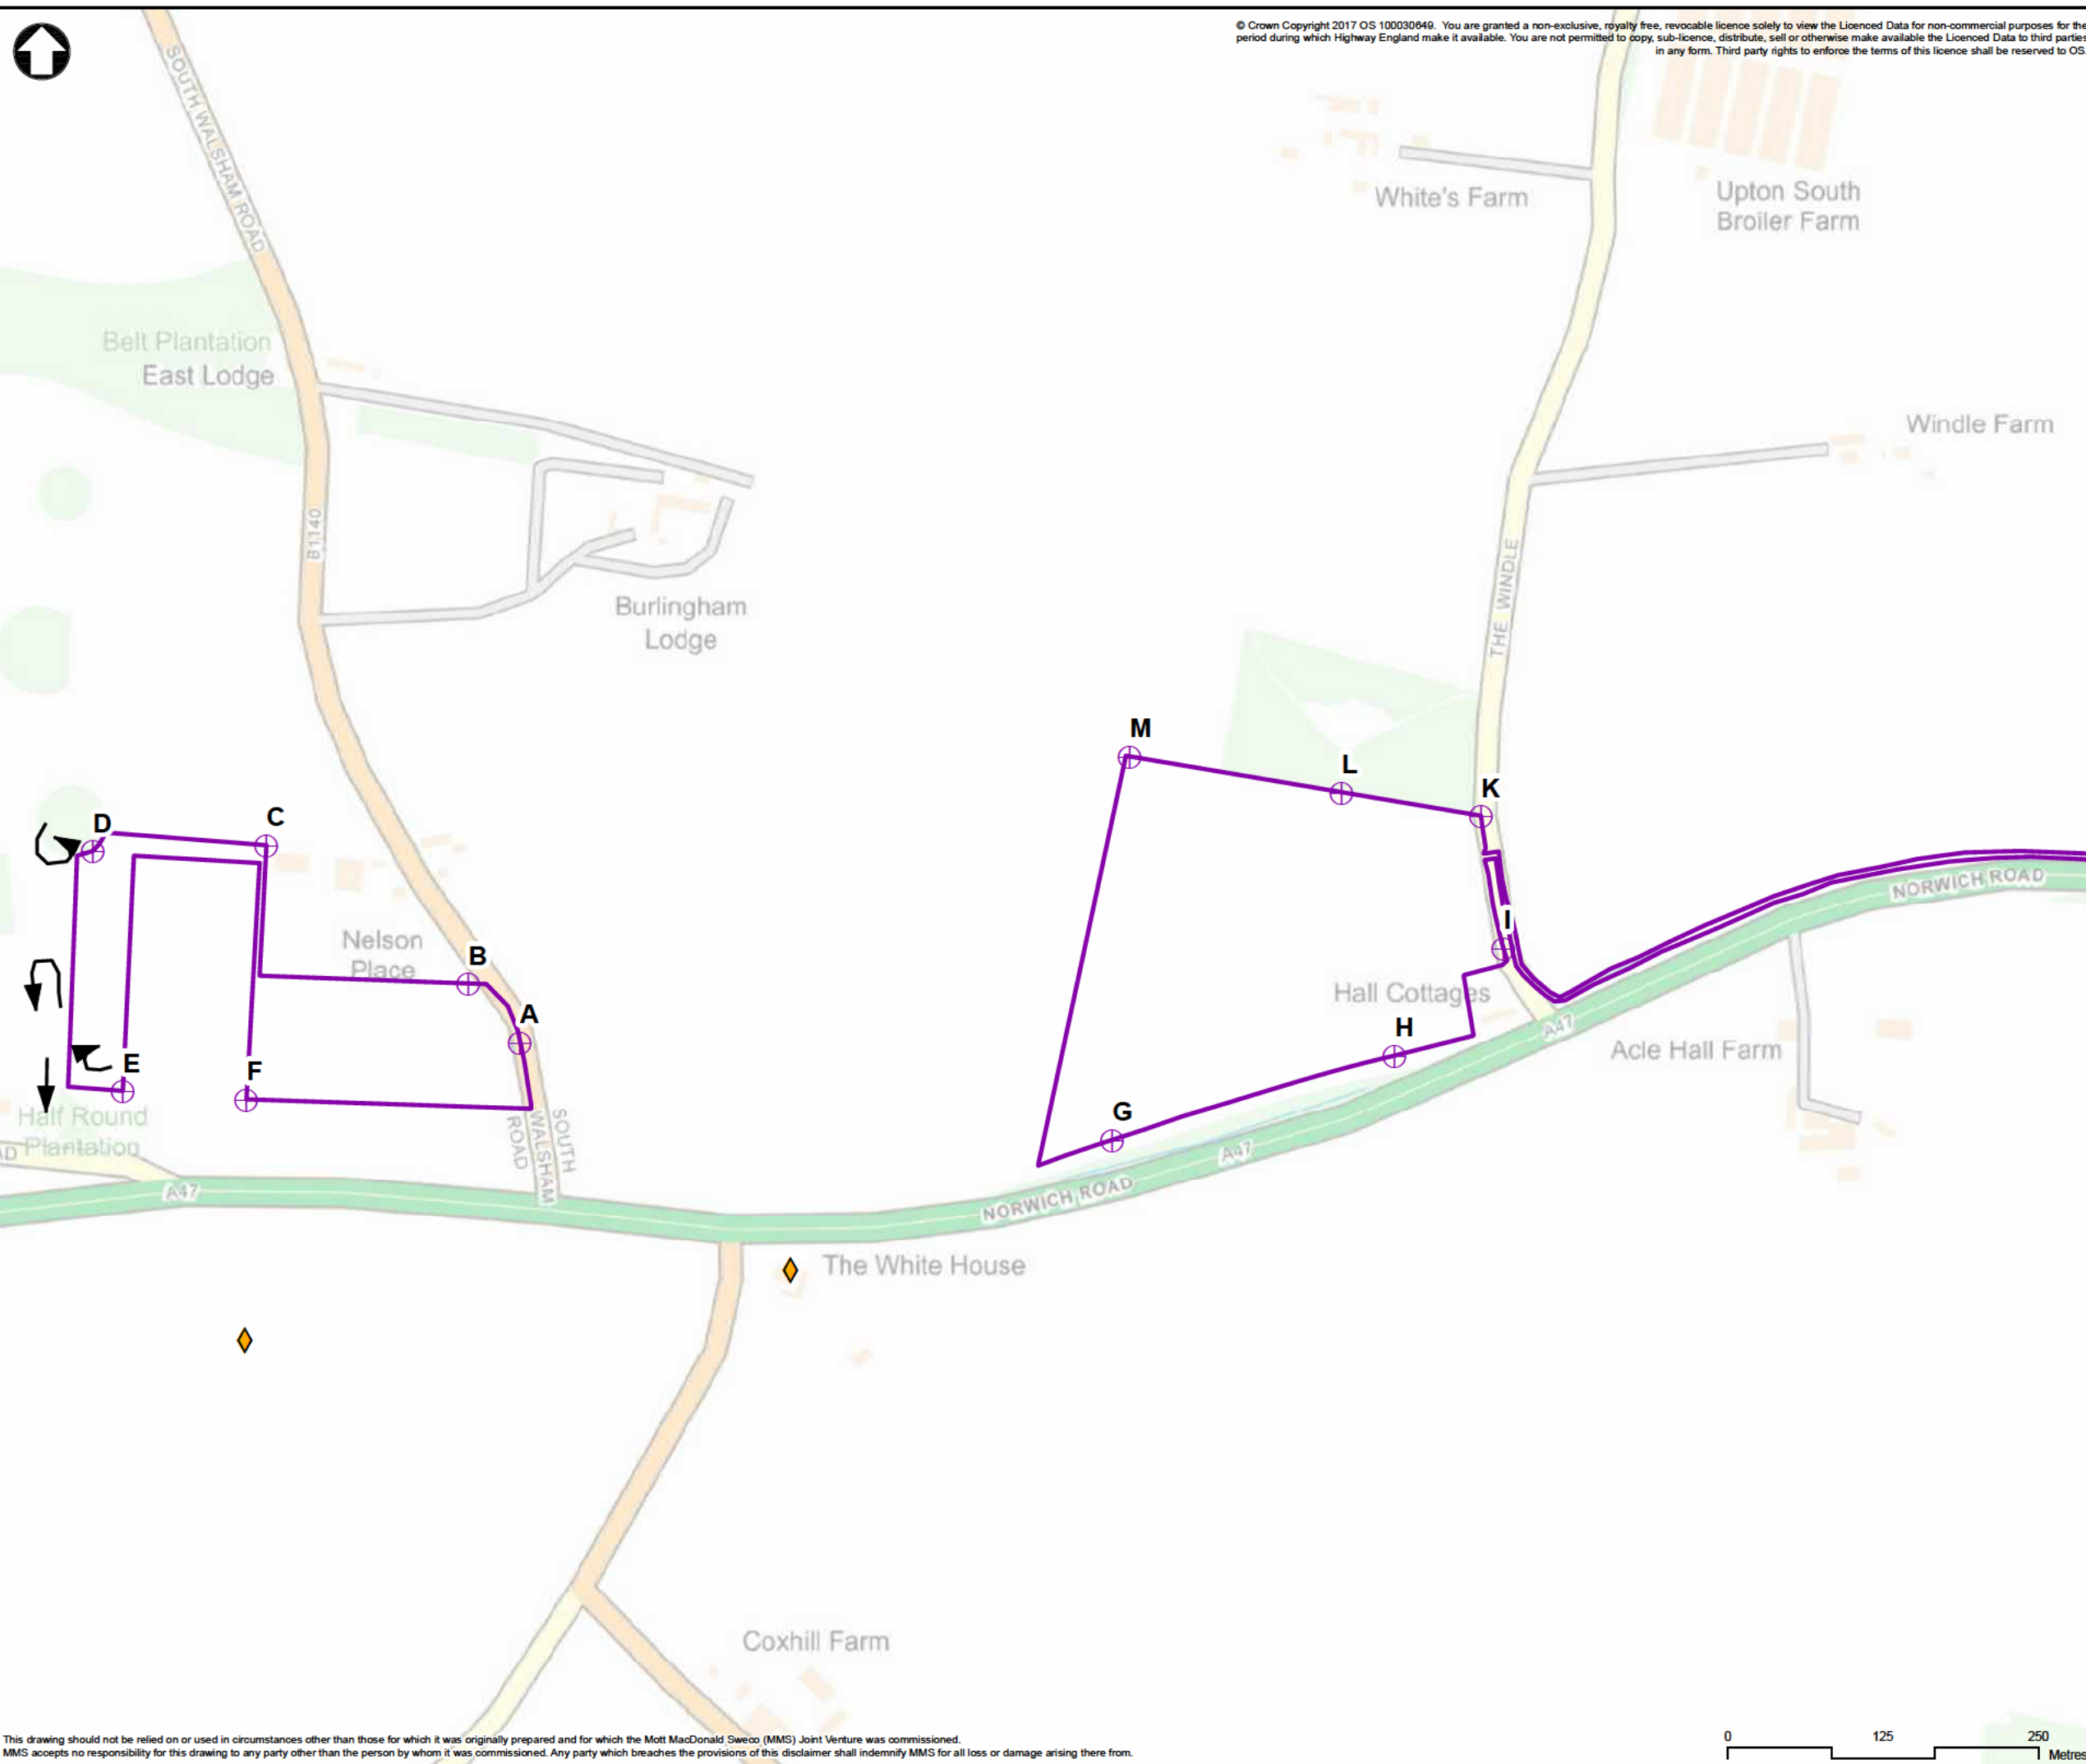 © Crown Copyright 2017 OS 100030649. You are granted a non-exclusive, royalty free, revocable licence solely to view the Licenced Data for non-commercial purposes for the
period during which Highway England make it available. You are not permitted to copy, sub-licence, distribute, sell or otherwise make available the Licenced Data to third parties
in any form. Third party rights to enforce the terms of this licence shall be reserved to OS.
SOUTH WALSHAM ROAD
White's Farm
Upton South
Broiler Farm
Belt Plantation
East Lodge
Windle Farm
B1140
THE WINDLE
Burlingham
Lodge
M
L
K
D
C
NORWICH ROAD
I
Nelson
Place
B
Hall Cottages
A
H
A47
Acle Hall Farm
E
F
G
Half Round
Plantation
SOUTH
WALSHAM
ROAD
A47
A47
NORWICH ROAD
The White House
Coxhill Farm
This drawing should not be relied on or used in circumstances other than those for which it was originally prepared and for which the Mott MacDonald Sweco (MMS) Joint Venture was commissioned.
MMS accepts no responsibility for this drawing to any party other than the person by whom it was commissioned. Any party which breaches the provisions of this disclaimer shall indemnify MMS for all loss or damage arising there from.
0 125 250
Metres